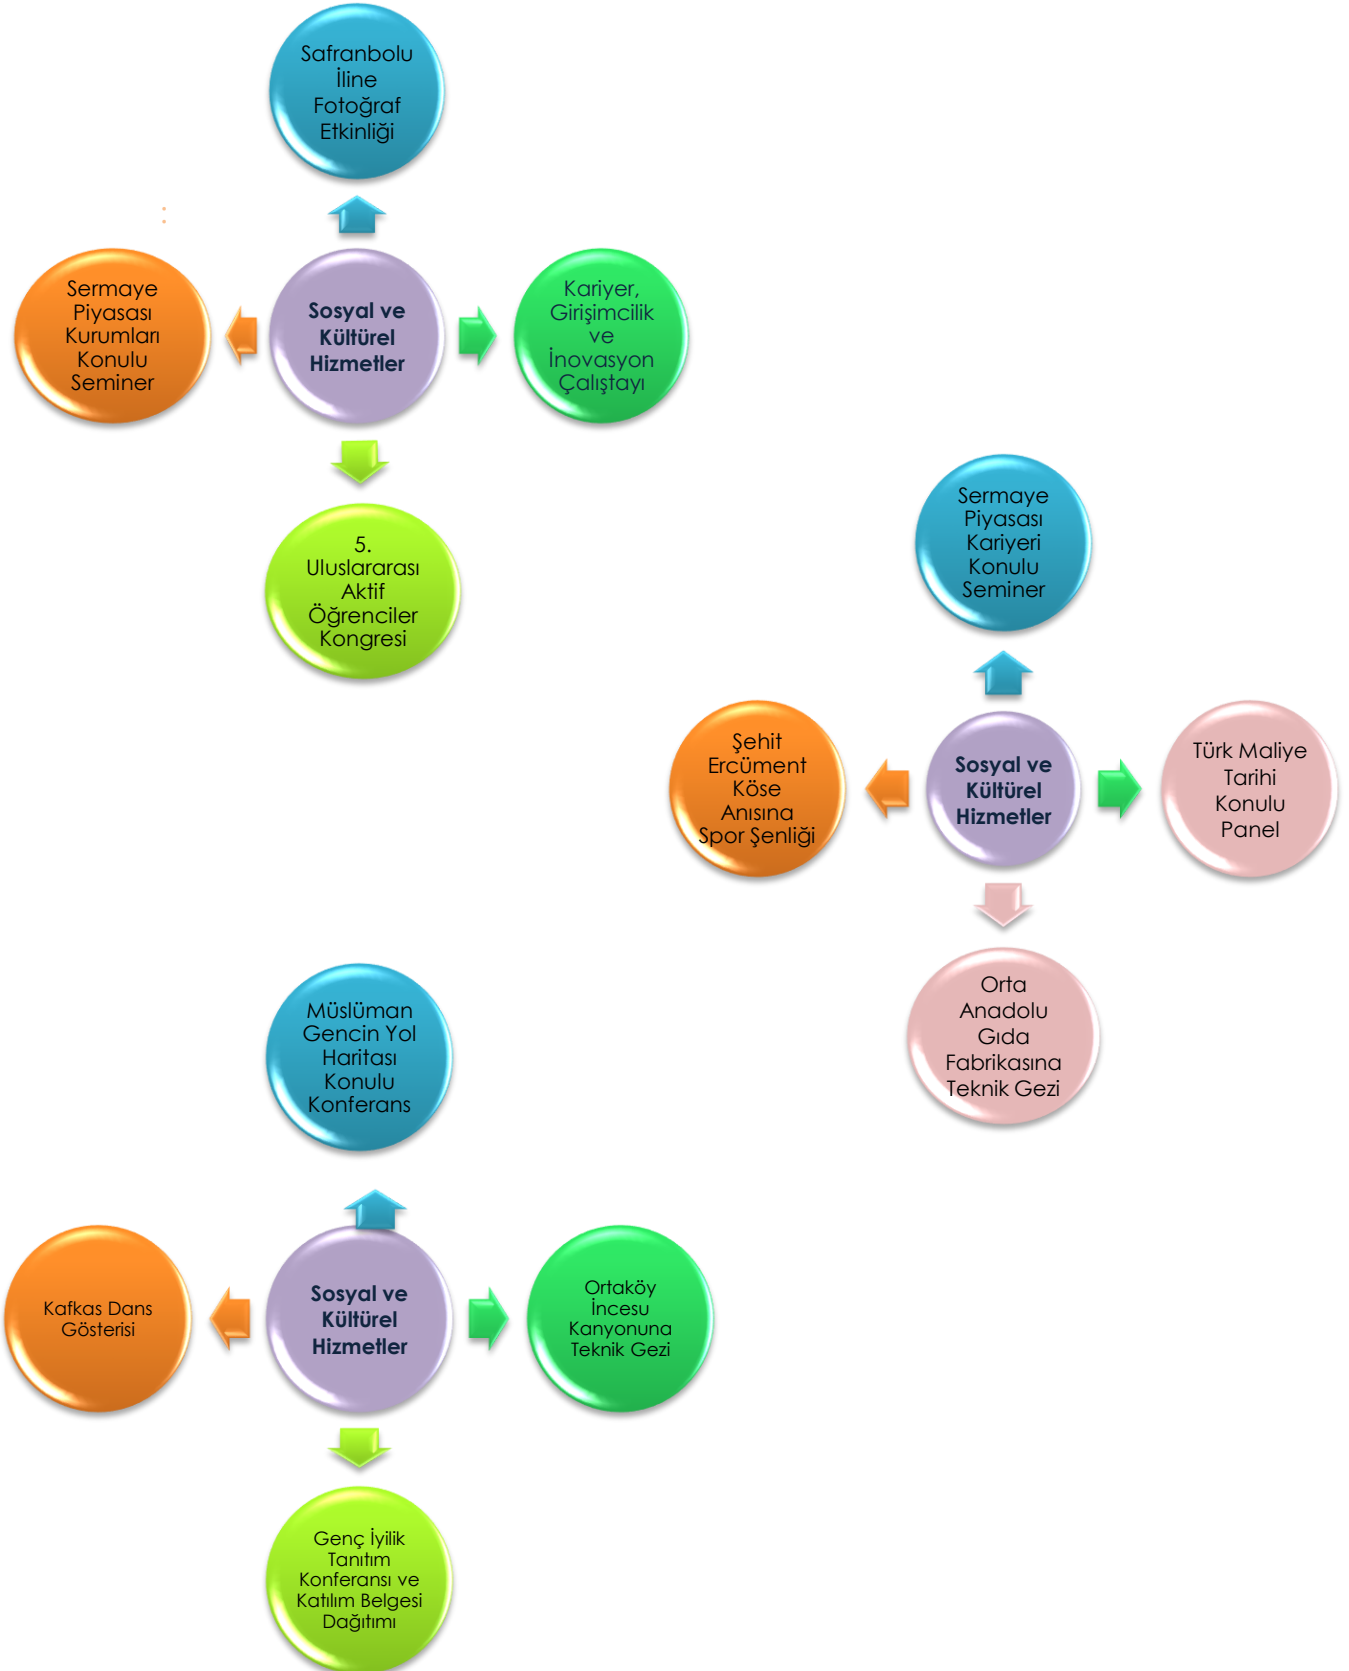 Safranbolu
İline
Fotoğraf
Etkinliği
:
Sermaye
Piyasası
Kurumları
Konulu
Seminer
Sosyal ve
Kültürel
Hizmetler
Kariyer,
Girişimcilik
ve
İnovasyon
Çalıştayı
5.
Uluslararası
Aktif
Öğrenciler
Kongresi
Sermaye
Piyasası
Kariyeri
Konulu
Seminer
Şehit
Ercüment
Köse
Anısına
Spor Şenliği
Sosyal ve
Kültürel
Hizmetler
Türk Maliye
Tarihi
Konulu
Panel
Orta
Anadolu
Gıda
Fabrikasına
Teknik Gezi
Müslüman
Gencin Yol
Haritası
Konulu
Konferans
Kafkas Dans
Gösterisi
Sosyal ve
Kültürel
Hizmetler
Ortaköy
İncesu
Kanyonuna
Teknik Gezi
Genç İyilik
Tanıtım
Konferansı ve
Katılım Belgesi
Dağıtımı